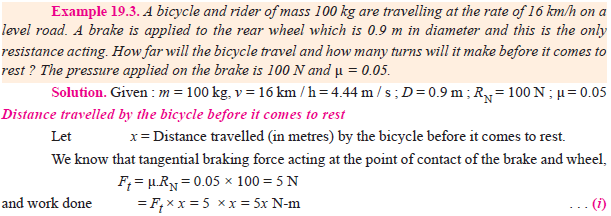 Example 19.3. A bicycle and rider of mass 100 kg are travelling at the rate of 16 km/h on a
level road. A brake is applied to the rear wheel which is 0.9 m in diameter and this is the only
resistance acting. How far will the bicycle travel and how many turns will it make before it comes to
rest ? The pressure applied on the brake is 100 N and μ = 0.05.
Solution. Given : m = 100 kg, v = 16 km / h = 4.44 m / s ; D = 0.9 m ; R_N = 100 N ; μ = 0.05
Distance travelled by the bicycle before it comes to rest
Let x = Distance travelled (in metres) by the bicycle before it comes to rest.
We know that tangential braking force acting at the point of contact of the brake and wheel,
F_t = μ.R_N = 0.05 × 100 = 5 N
and work done = F_t × x = 5 × x = 5x N-m . . . (i)